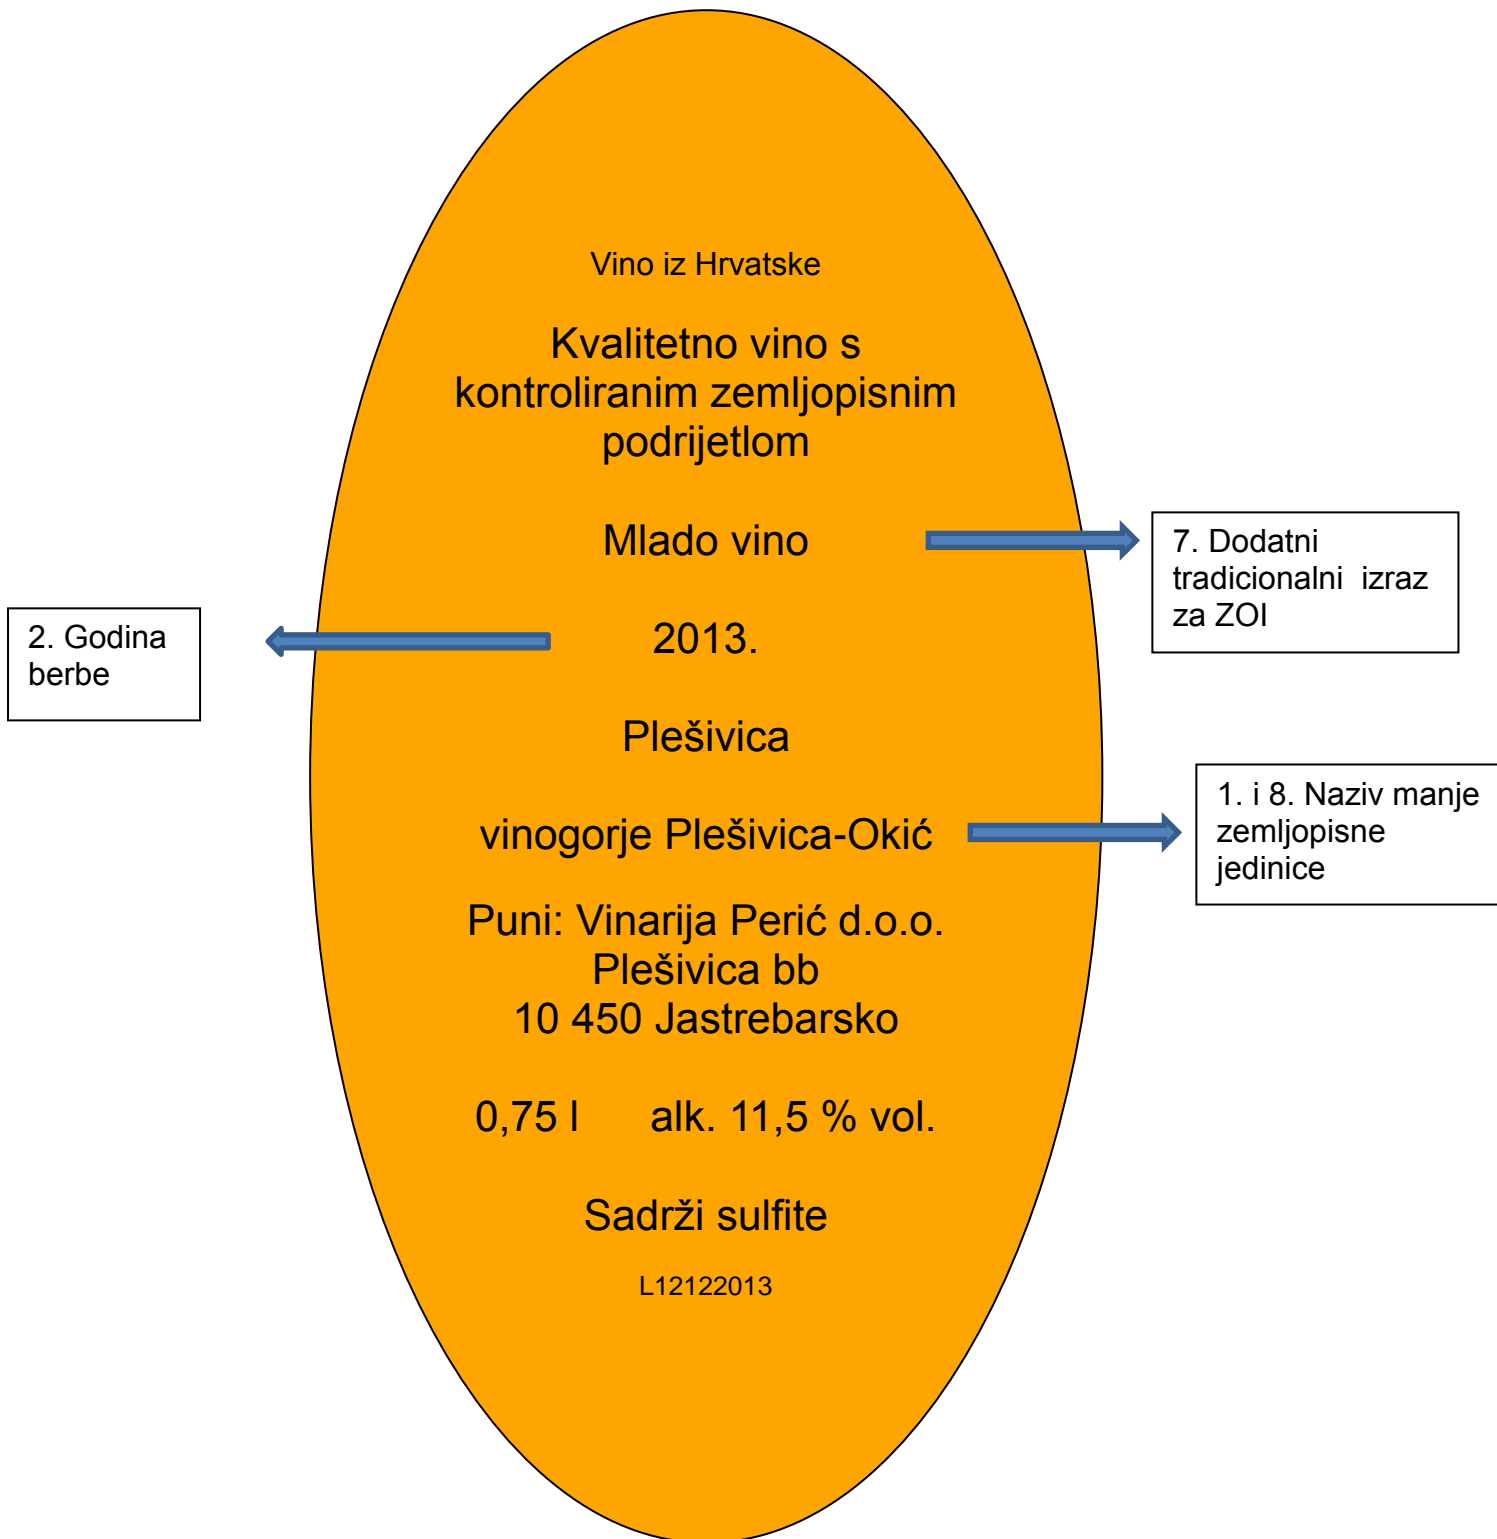 Vino iz Hrvatske
Kvalitetno vino s
kontroliranim zemljopisnim
podrijetlom
Mlado vino
7. Dodatni
tradicionalni izraz
za ZOI
2. Godina
berbe
2013.
Plešivica
vinogorje Plešivica-Okić
1. i 8. Naziv manje
zemljopisne
jedinice
Puni: Vinarija Perić d.o.o.
Plešivica bb
10 450 Jastrebarsko
0,75 l alk. 11,5 % vol.
Sadrži sulfite
L12122013